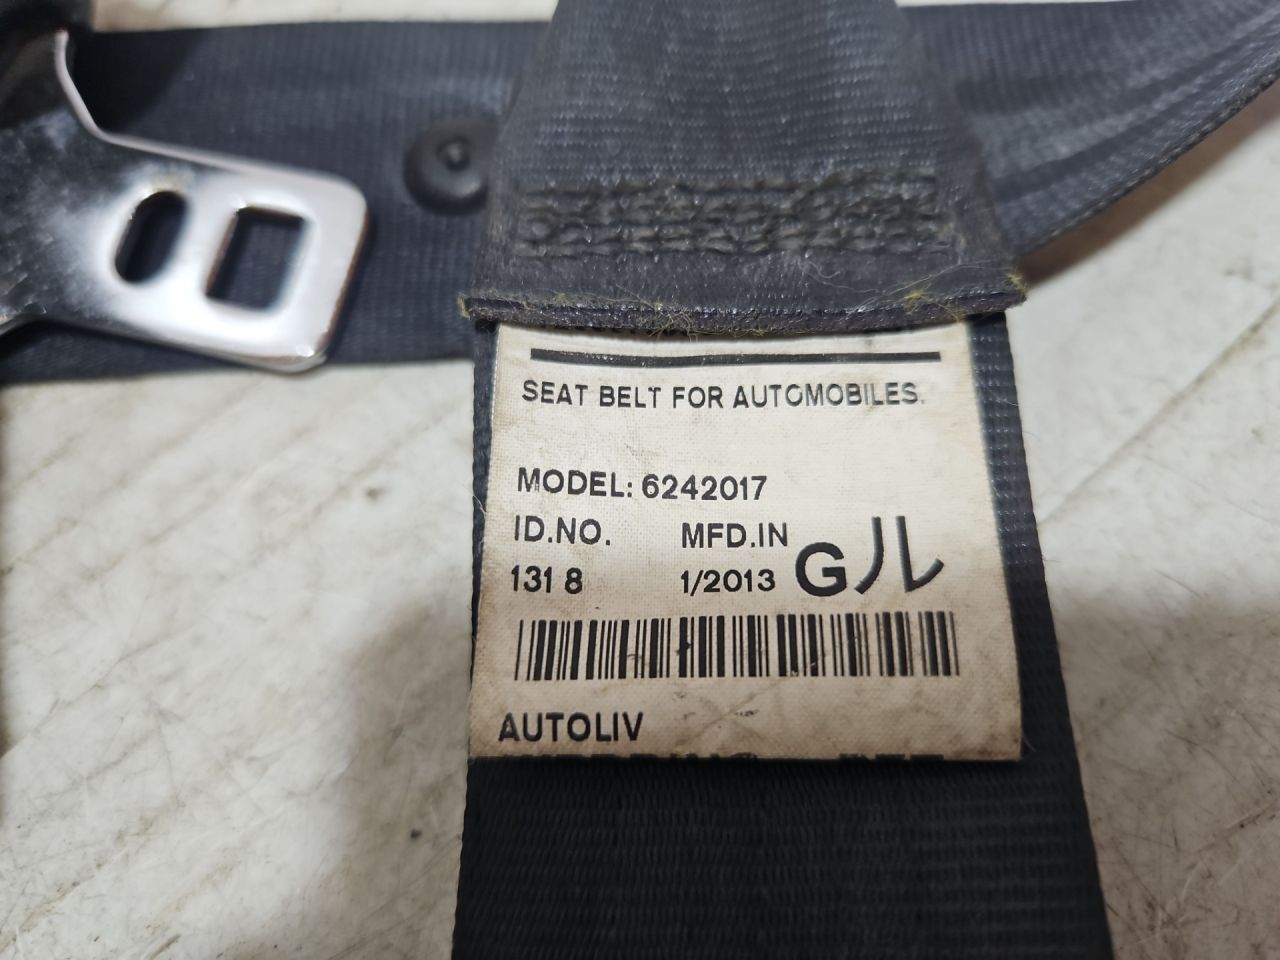 SEAT BELT FOR AUTOMOBILES.
MODEL: 6242017
ID.NO. MFD.IN
131 8 1/2013 Gル
AUTOLIV